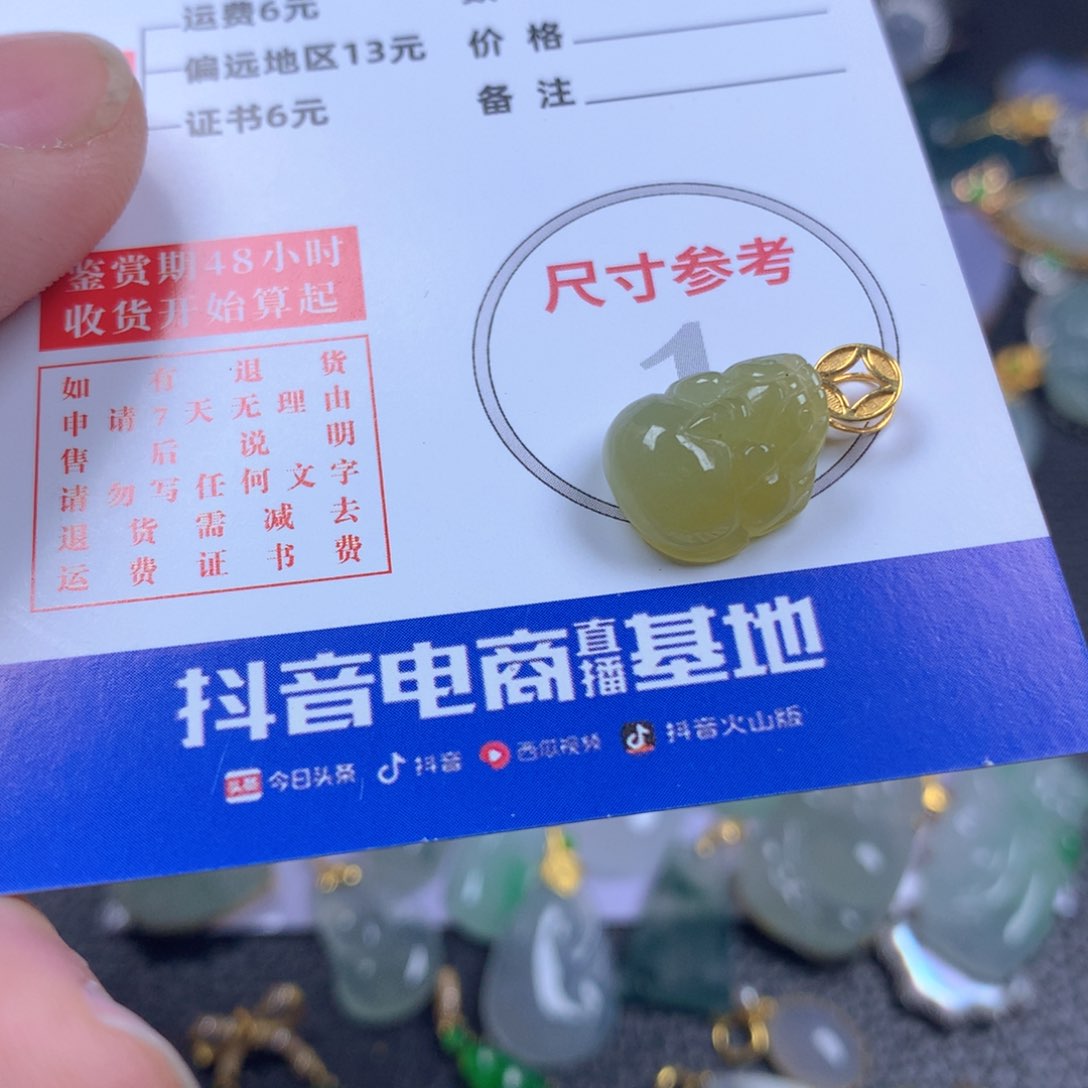 运费6元
偏远地区13元
价 格
证书6元
备 注
鉴赏期48小时
收货开始算起
尺寸参考
1
如有退货
申请7天无理由
售后说明
请勿写任何文字
退货需减去
运费证书费
抖音电商直播基地
头条 今日头条 抖音 西瓜视频 抖音火山版